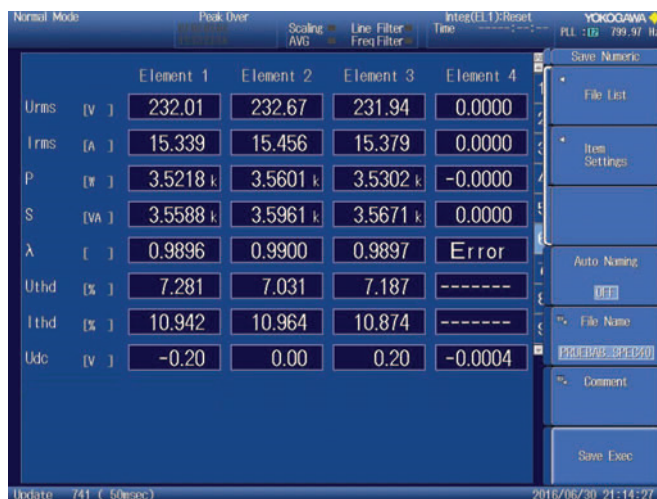 Normal Mode Peak Over Scaling Line Filter Integ(EL1):Reset YOKOGAWA
AVG Freq Filter Time -----:--:-- PLL : 799.97 Hz
Save Numeric
Element 1 Element 2 Element 3 Element 4
File List
Urms [V ] 232.01 232.67 231.94 0.0000
Irms [A ] 15.339 15.456 15.379 0.0000
Item
Settings
P [W ] 3.5218 k 3.5601 k 3.5302 k -0.0000
S [VA ] 3.5588 k 3.5961 k 3.5671 k 0.0000
λ [ ] 0.9896 0.9900 0.9897 Error
Auto Naming
OFF
Uthd [% ] 7.281 7.031 7.187 -------
Ithd [% ] 10.942 10.964 10.874 -------
File Name
Udc [V ] -0.20 0.00 0.20 -0.0004
Comment
Save Exec
Update 741 ( 50msec) 2016/06/30 21:14:27